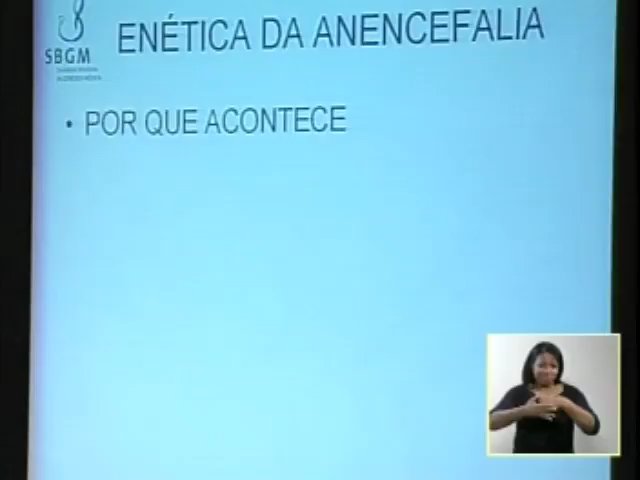 ENÉTICA DA ANENCEFALIA
SBGM
• POR QUE ACONTECE